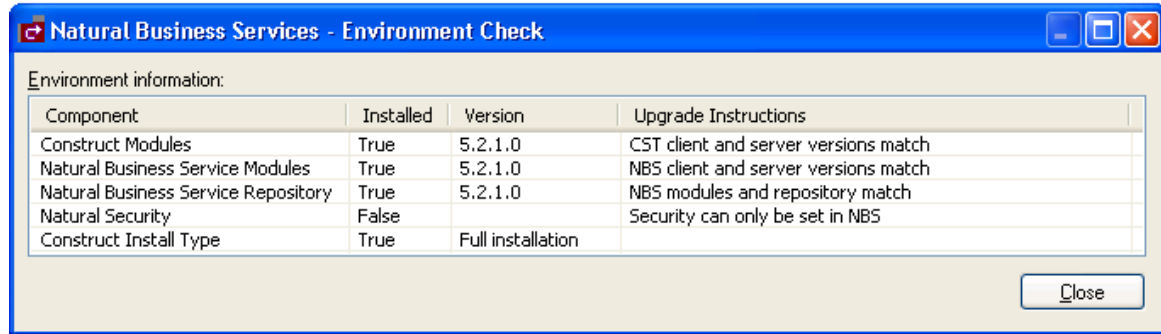 Natural Business Services - Environment Check
Environment information:
Component Installed Version Upgrade Instructions
Construct Modules True 5.2.1.0 CST client and server versions match
Natural Business Service Modules True 5.2.1.0 NBS client and server versions match
Natural Business Service Repository True 5.2.1.0 NBS modules and repository match
Natural Security False Security can only be set in NBS
Construct Install Type True Full installation
Close